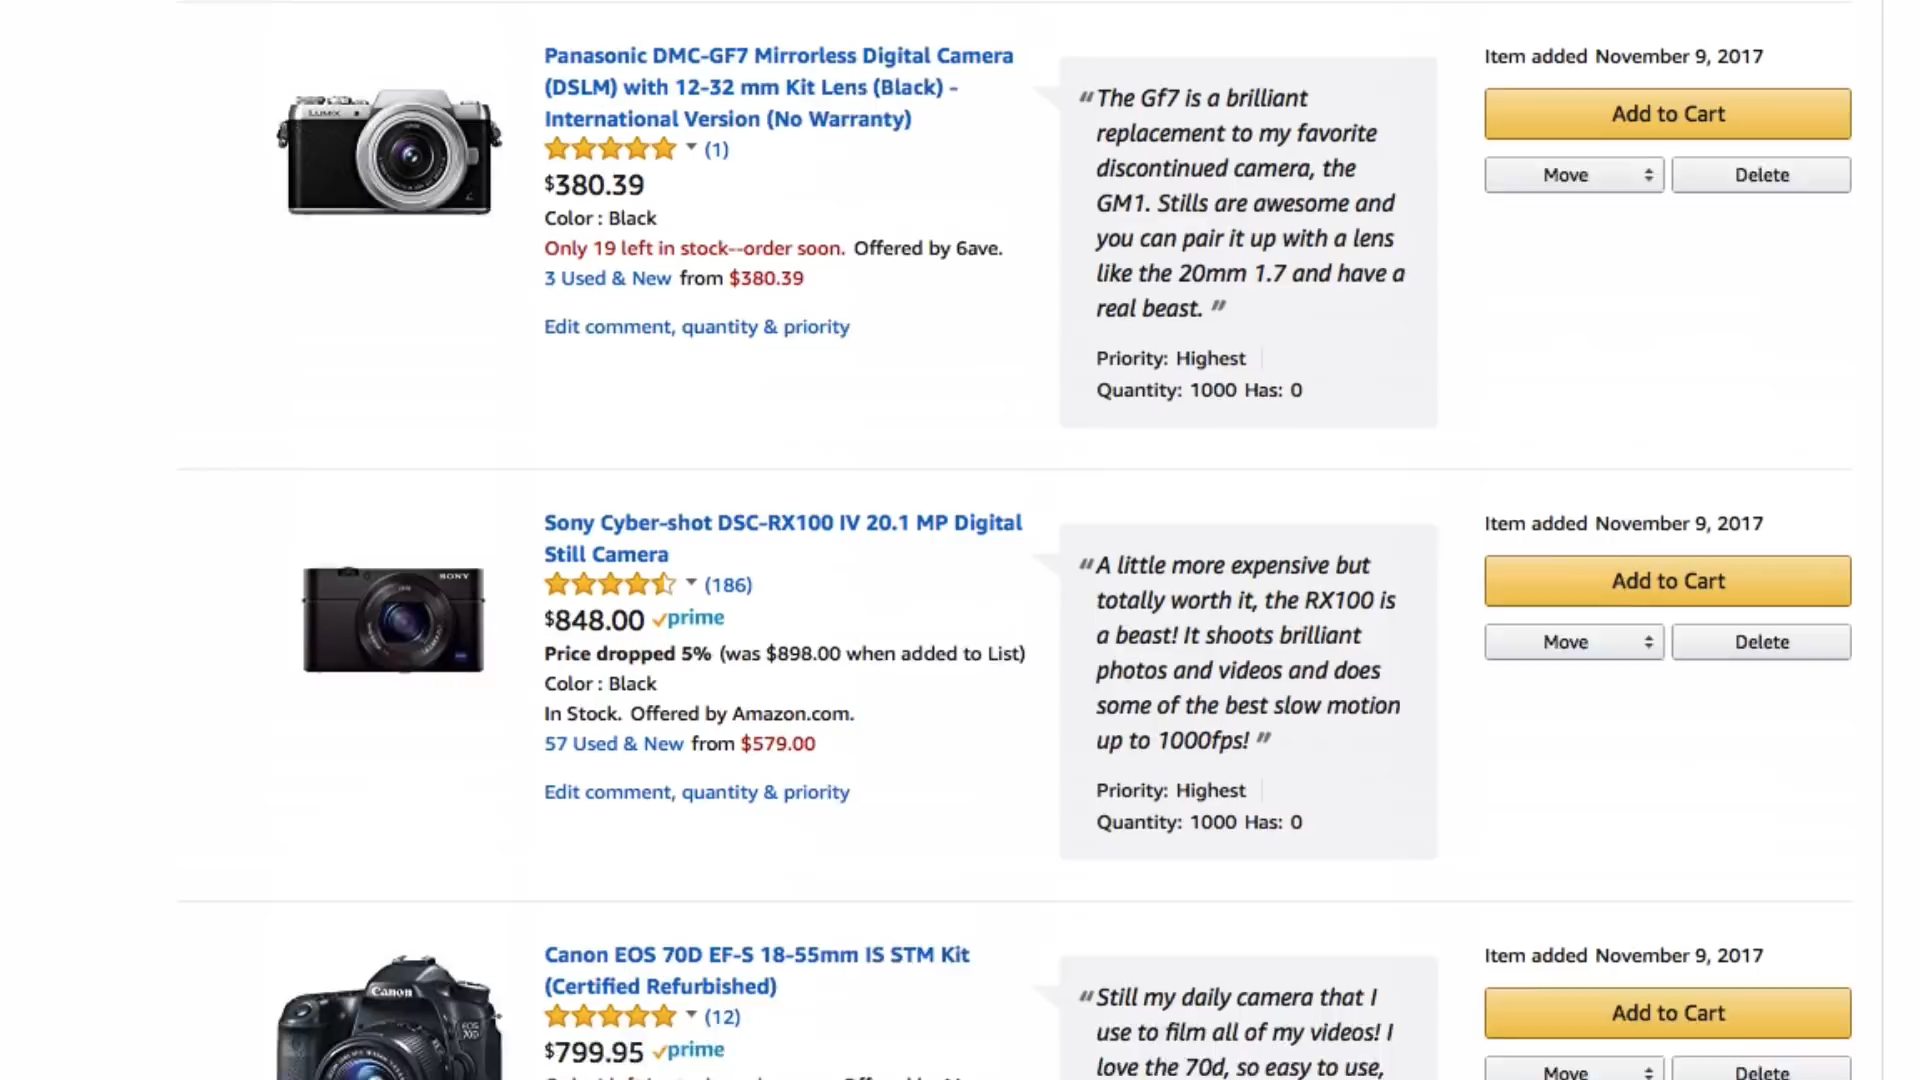 Panasonic DMC-GF7 Mirrorless Digital Camera
(DSLM) with 12-32 mm Kit Lens (Black) -
International Version (No Warranty)
(1)
$380.39
Color : Black
Only 19 left in stock--order soon. Offered by 6ave.
3 Used & New from $380.39
Edit comment, quantity & priority
LUMIX
“The Gf7 is a brilliant
replacement to my favorite
discontinued camera, the
GM1. Stills are awesome and
you can pair it up with a lens
like the 20mm 1.7 and have a
real beast. ”
Priority: Highest
Quantity: 1000 Has: 0
Item added November 9, 2017
Add to Cart
Move
Delete
Sony Cyber-shot DSC-RX100 IV 20.1 MP Digital
Still Camera
(186)
$848.00 prime
Price dropped 5% (was $898.00 when added to List)
Color : Black
In Stock. Offered by Amazon.com.
57 Used & New from $579.00
Edit comment, quantity & priority
SONY
“A little more expensive but
totally worth it, the RX100 is
a beast! It shoots brilliant
photos and videos and does
some of the best slow motion
up to 1000fps! ”
Priority: Highest
Quantity: 1000 Has: 0
Item added November 9, 2017
Add to Cart
Move
Delete
Canon EOS 70D EF-S 18-55mm IS STM Kit
(Certified Refurbished)
(12)
$799.95 prime
Canon
EOS
70D
“Still my daily camera that I
use to film all of my videos! I
love the 70d, so easy to use,
Item added November 9, 2017
Add to Cart
Move
Delete